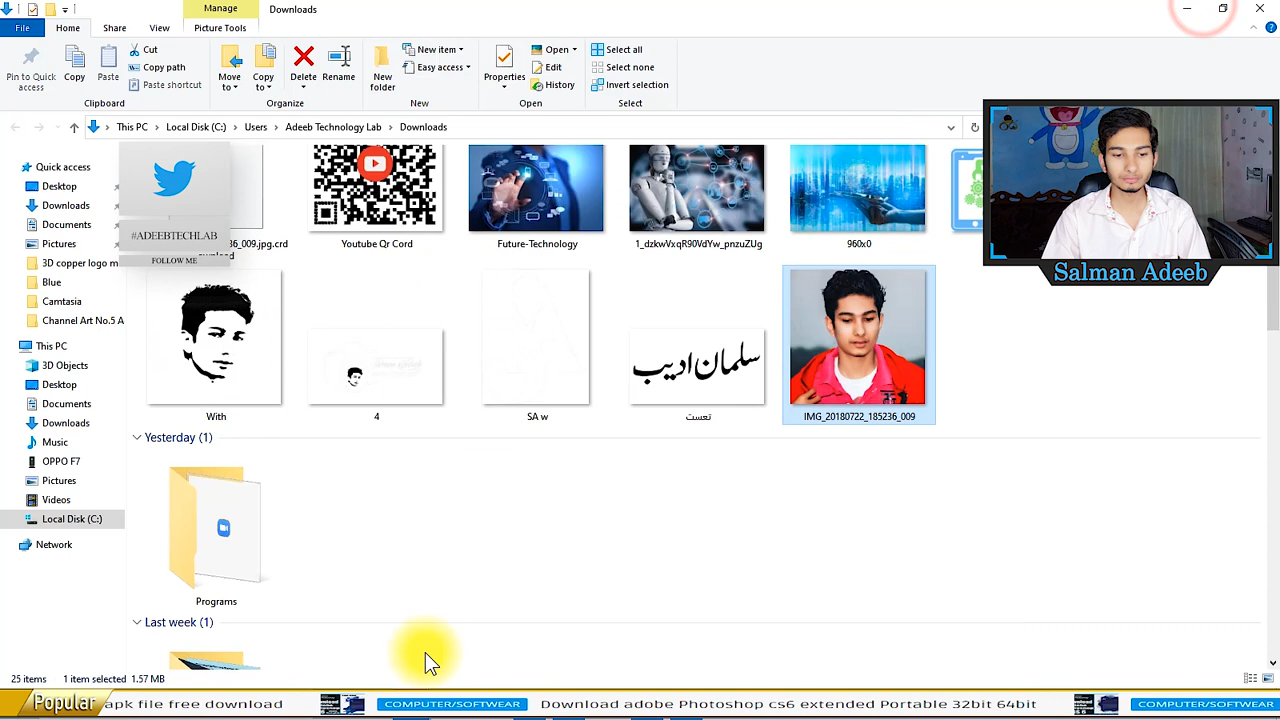 Manage
Downloads
File
Home
Share
View
Picture Tools
Pin to Quick
access
Copy
Paste
Cut
Copy path
Paste shortcut
Clipboard
Move
to
Copy
to
Delete
Rename
Organize
New
folder
New item
Easy access
New
Properties
Open
Edit
History
Open
Select all
Select none
Invert selection
Select
This PC
Local Disk (C:)
Users
Adeeb Technology Lab
Downloads
Quick access
Desktop
Downloads
Documents
Pictures
3D copper logo m
Blue
Camtasia
Channel Art No.5 A
This PC
3D Objects
Desktop
Documents
Downloads
Music
OPPO F7
Pictures
Videos
Local Disk (C:)
Network
#ADEEBTECHLAB
FOLLOW ME
36_009.jpg.crd
Youtube Qr Cord
Future-Technology
1_dzkwVxqR90VdYw_pnzuZUg
960x0
Salman Adeeb
سلمان ادیب
With
4
SA w
تعست
IMG_20180722_185236_009
Yesterday (1)
Programs
Last week (1)
25 items
1 item selected 1.57 MB
Popular
apk file free download
COMPUTER/SOFTWEAR
Download adobe Photoshop cs6 extended Portable 32bit 64bit
COMPUTER/SOFTWEAR